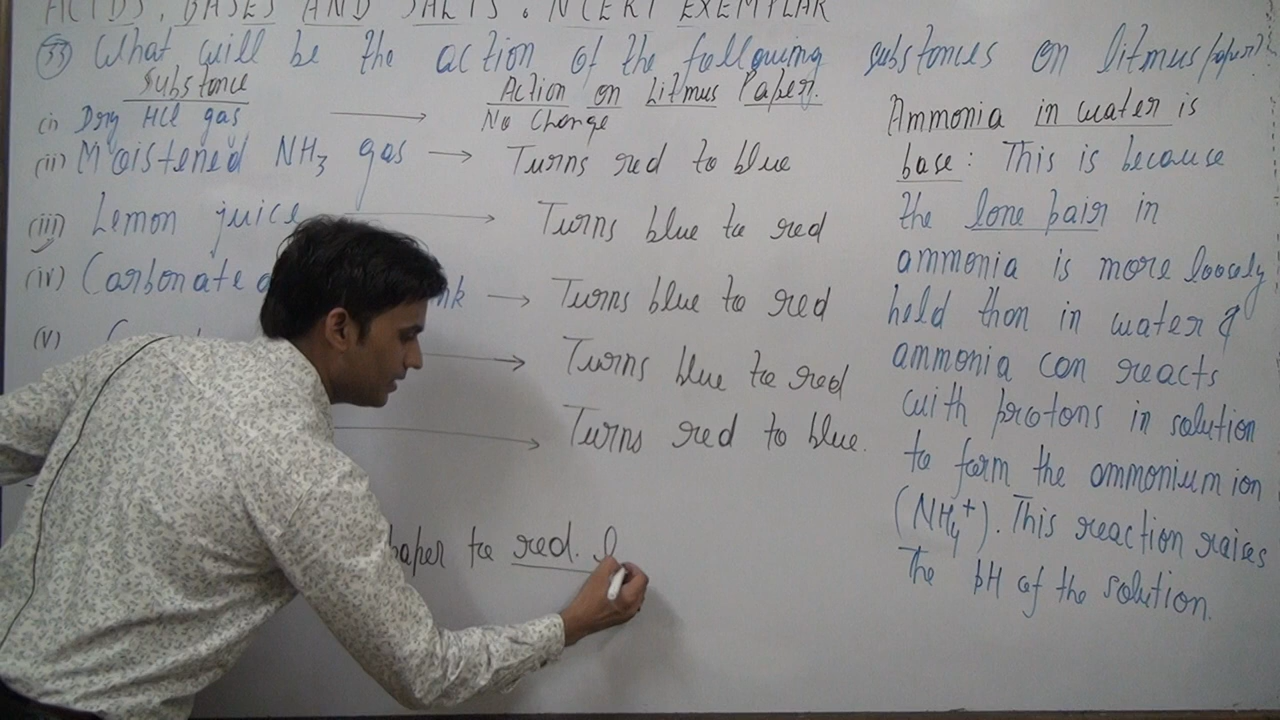 ACIDS, BASES AND SALTS. NCERT EXEMPLAR
33 What will be the action of the following substances on litmus paper?
Substance Action on Litmus Paper.
(i) Dry HCl gas → No Change
(ii) Moistened NH3 gas → Turns red to blue
(iii) Lemon juice → Turns blue to red
(iv) Carbonate → Turns blue to red
(v) → Turns blue to red
→ Turns red to blue.
paper to red.
Ammonia in water is
base: This is because
the lone pair in
ammonia is more loosely
held than in water &
ammonia can reacts
with protons in solution
to form the ammonium ion
(NH4+). This reaction raises
The pH of the solution.